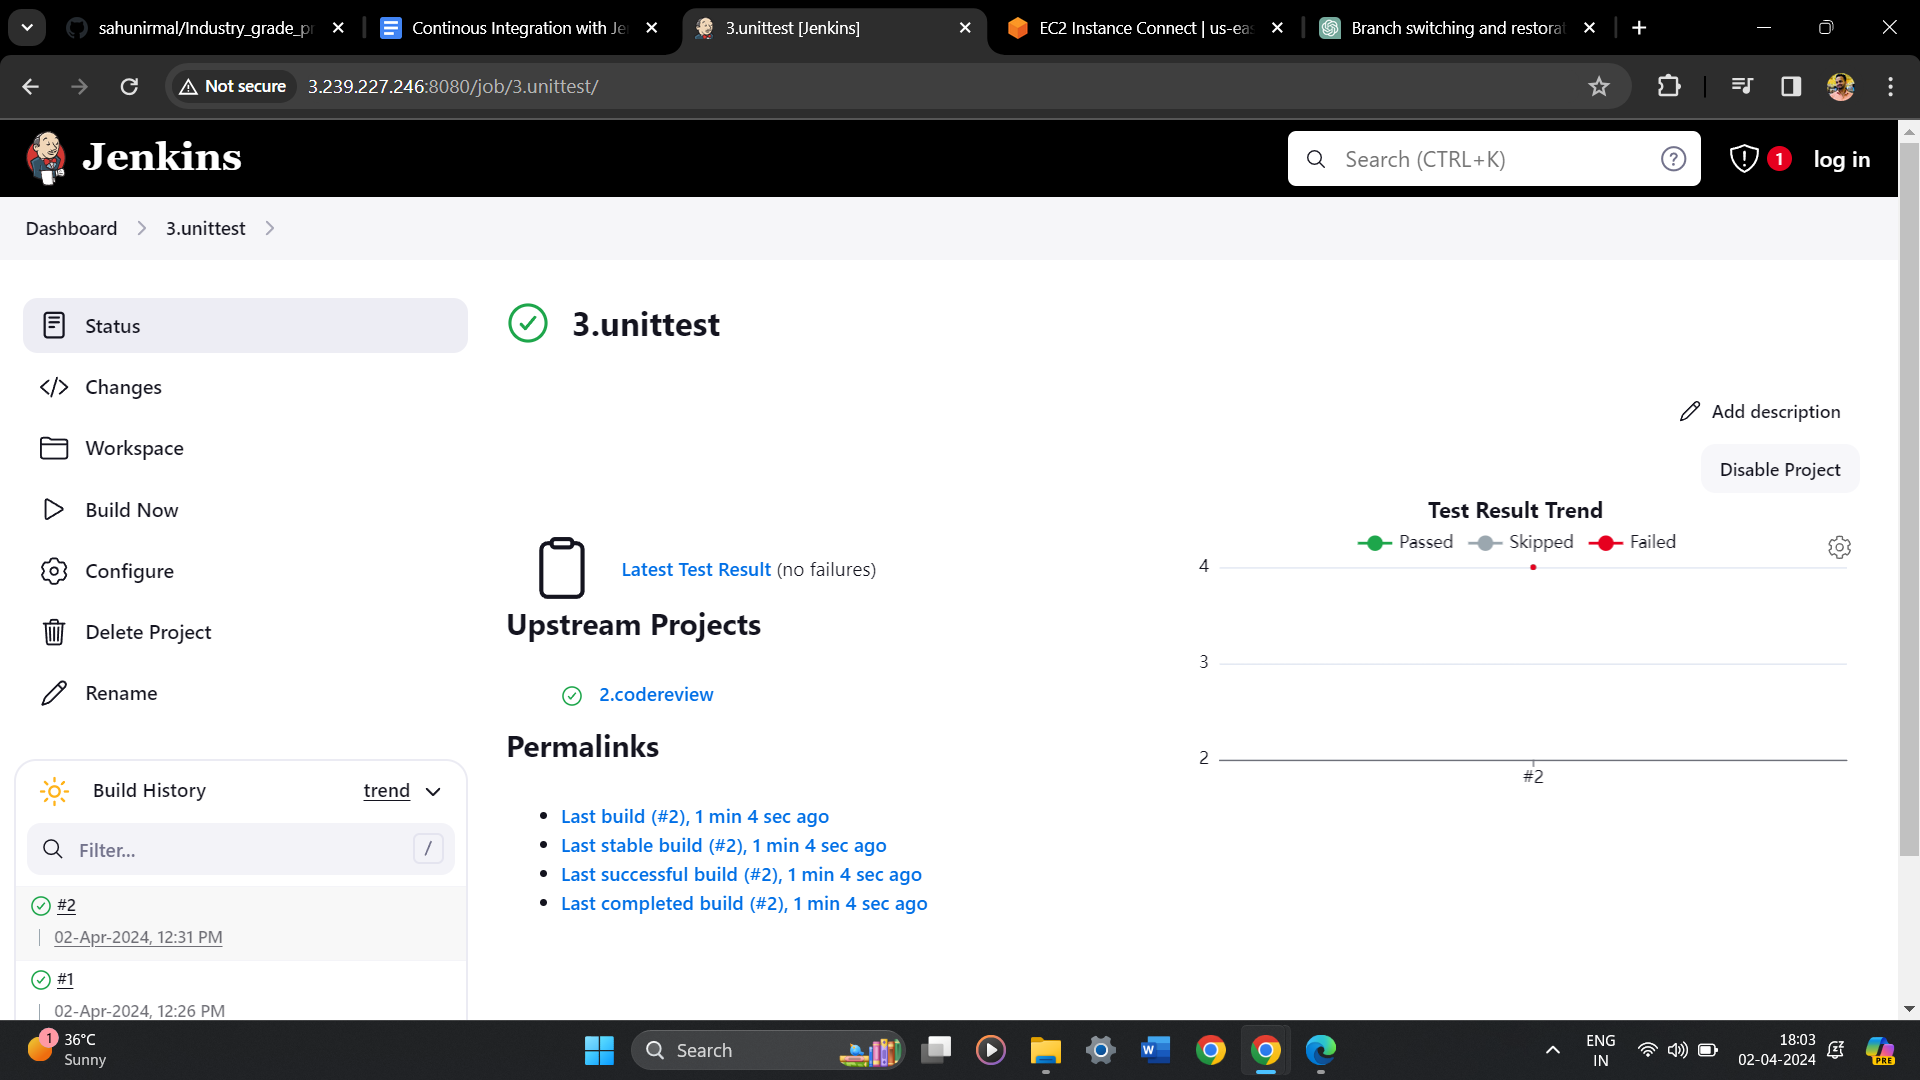 sahunirmal/Industry_grade_pr
Continous Integration with Je
3.unittest [Jenkins]
EC2 Instance Connect | us-eas
Branch switching and restorat
Not secure
3.239.227.246:8080/job/3.unittest/
Jenkins
Search (CTRL+K)
?
1
log in
Dashboard
3.unittest
Status
Changes
Workspace
Build Now
Configure
Delete Project
Rename
Build History
trend
Filter...
/
#2
02-Apr-2024, 12:31 PM
#1
02-Apr-2024, 12:26 PM
3.unittest
Add description
Disable Project
Latest Test Result (no failures)
Upstream Projects
2.codereview
Permalinks
Last build (#2), 1 min 4 sec ago
Last stable build (#2), 1 min 4 sec ago
Last successful build (#2), 1 min 4 sec ago
Last completed build (#2), 1 min 4 sec ago
Test Result Trend
Passed
Skipped
Failed
4
3
2
#2
1
36°C
Sunny
Search
W
ENG
IN
18:03
02-04-2024
PRE